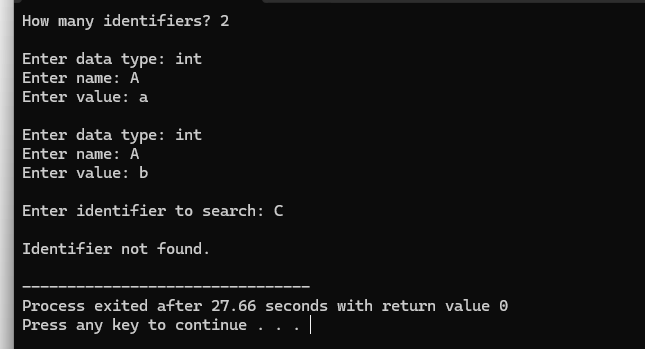 How many identifiers? 2
Enter data type: int
Enter name: A
Enter value: a
Enter data type: int
Enter name: A
Enter value: b
Enter identifier to search: C
Identifier not found.
--------------------------------
Process exited after 27.66 seconds with return value 0
Press any key to continue . . .